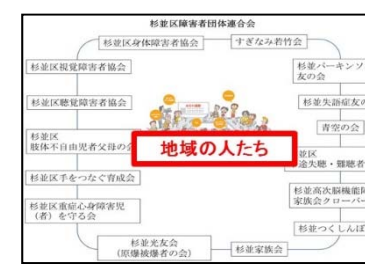 杉並区障害者団体連合会
杉並区身体障害者協会
すぎなみ若竹会
杉並区視覚障害者協会
杉並パーキンソ
友の会
杉並区聴覚障害者協会
杉並失語症友の
青空の会
杉並区
肢体不自由児者父母の会
地域の人たち
並区
途失聴・難聴者
杉並区手をつなぐ育成会
杉並高次脳機能障
家族会クローバー
杉並区重症心身障害児
(者)を守る会
杉並つくしんぼ
杉並光友会
(原爆被爆者の会)
杉並家族会